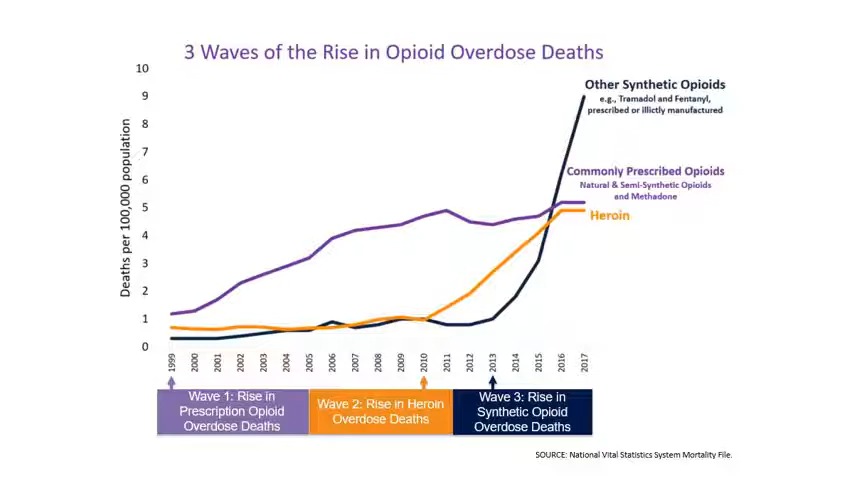 3 Waves of the Rise in Opioid Overdose Deaths
10
9
8
7
6
5
4
3
2
1
0
Deaths per 100,000 population
Other Synthetic Opioids
e.g., Tramadol and Fentanyl,
prescribed or illictly manufactured
Commonly Prescribed Opioids
Natural & Semi-Synthetic Opioids
and Methadone
Heroin
1999 2000 2001 2002 2003 2004 2005 2006 2007 2008 2009 2010 2011 2012 2013 2014 2015 2016 2017
Wave 1: Rise in
Prescription Opioid
Overdose Deaths
Wave 2: Rise in Heroin
Overdose Deaths
Wave 3: Rise in
Synthetic Opioid
Overdose Deaths
SOURCE: National Vital Statistics System Mortality File.